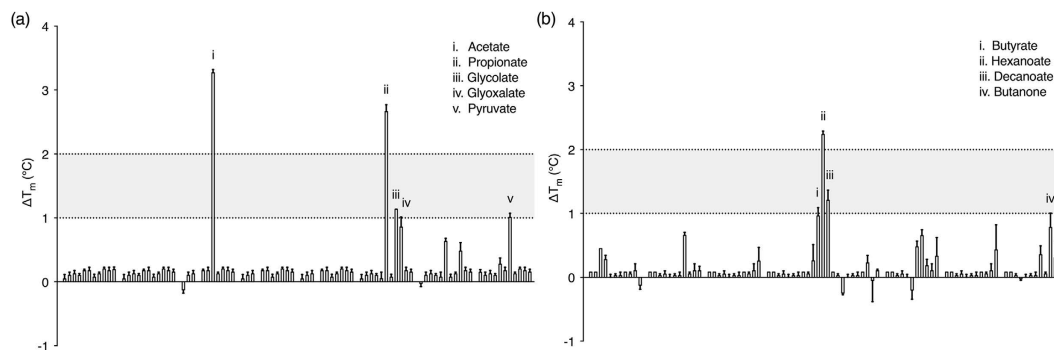 (a)
4
3
2
1
0
-1
ΔTm (°C)
i
ii
iii
iv
v
i. Acetate
ii. Propionate
iii. Glycolate
iv. Glyoxalate
v. Pyruvate
(b)
4
3
2
1
0
-1
ΔTm (°C)
i
ii
iii
iv
i. Butyrate
ii. Hexanoate
iii. Decanoate
iv. Butanone